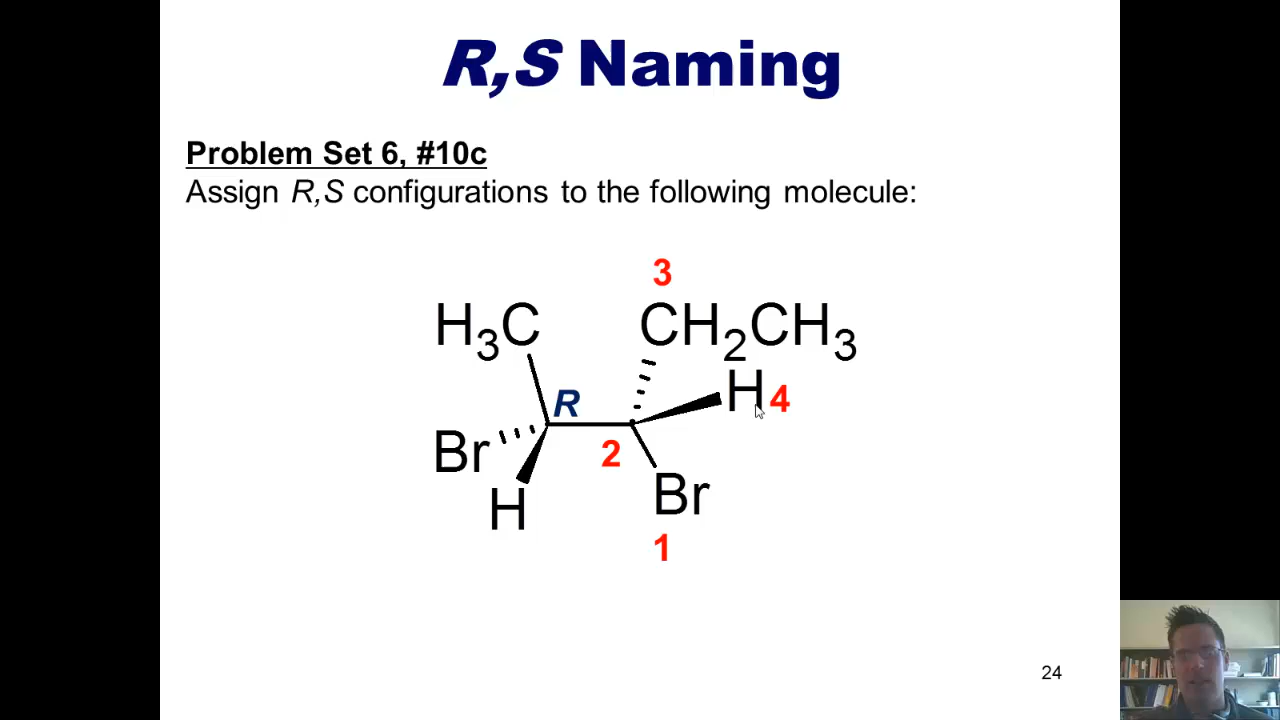 R,S Naming
Problem Set 6, #10c
Assign R,S configurations to the following molecule:
3
H3C CH2CH3
H 4
R
Br 2
H Br
1
24